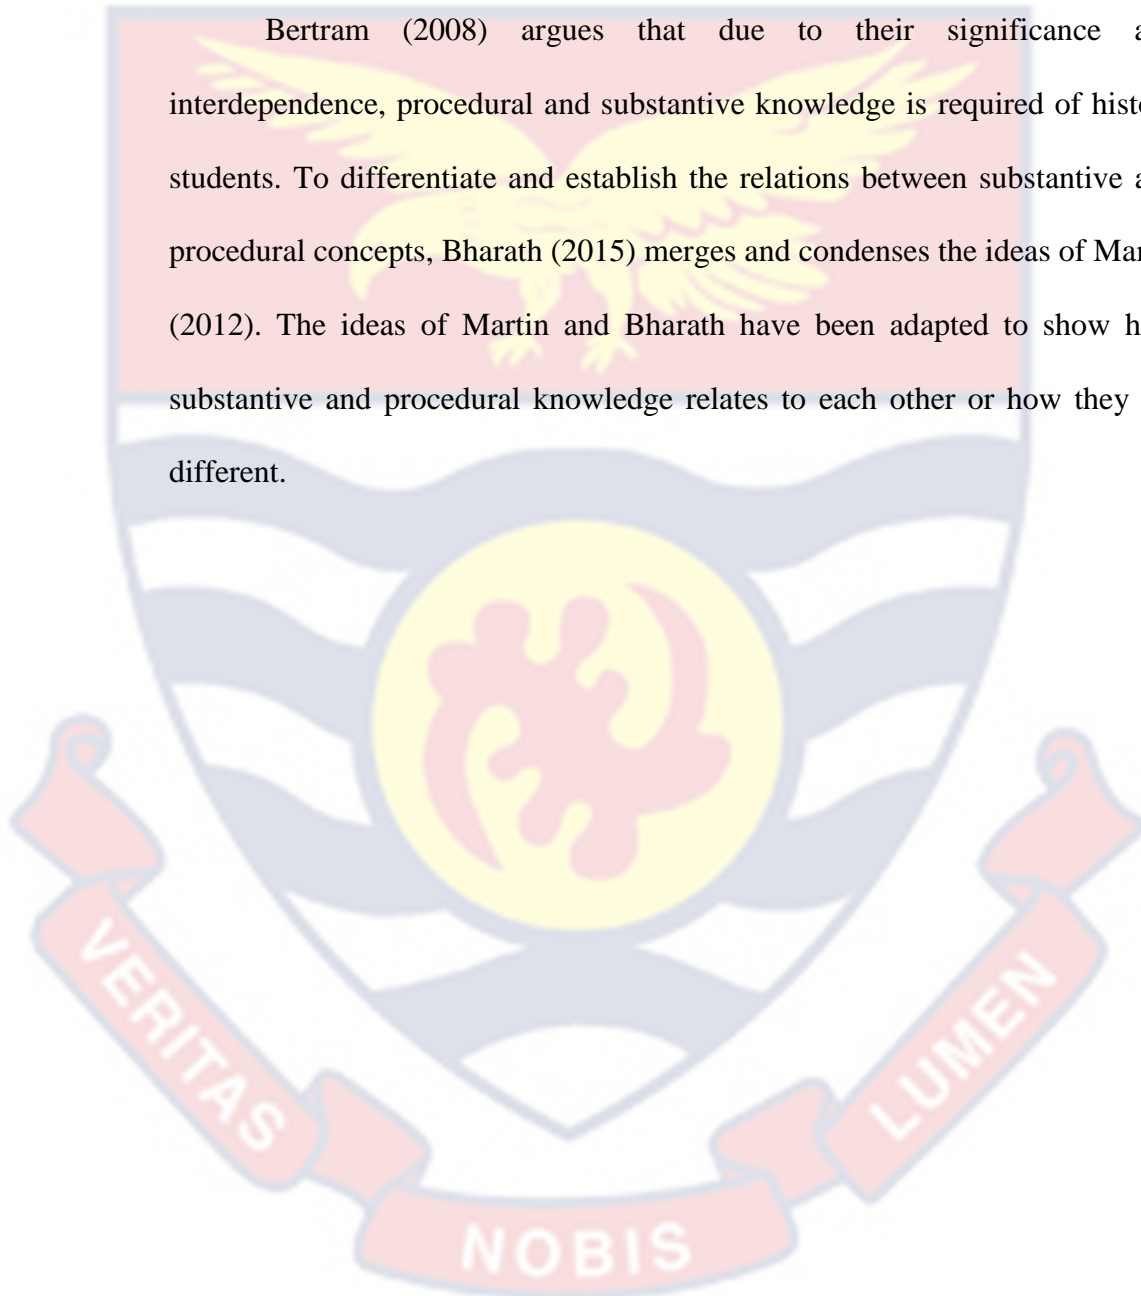 Bertram (2008) argues that due to their significance a
interdependence, procedural and substantive knowledge is required of histo
students. To differentiate and establish the relations between substantive a
procedural concepts, Bharath (2015) merges and condenses the ideas of Mar
(2012). The ideas of Martin and Bharath have been adapted to show h
substantive and procedural knowledge relates to each other or how they
different.
VERITAS
NOBIS
LUMEN